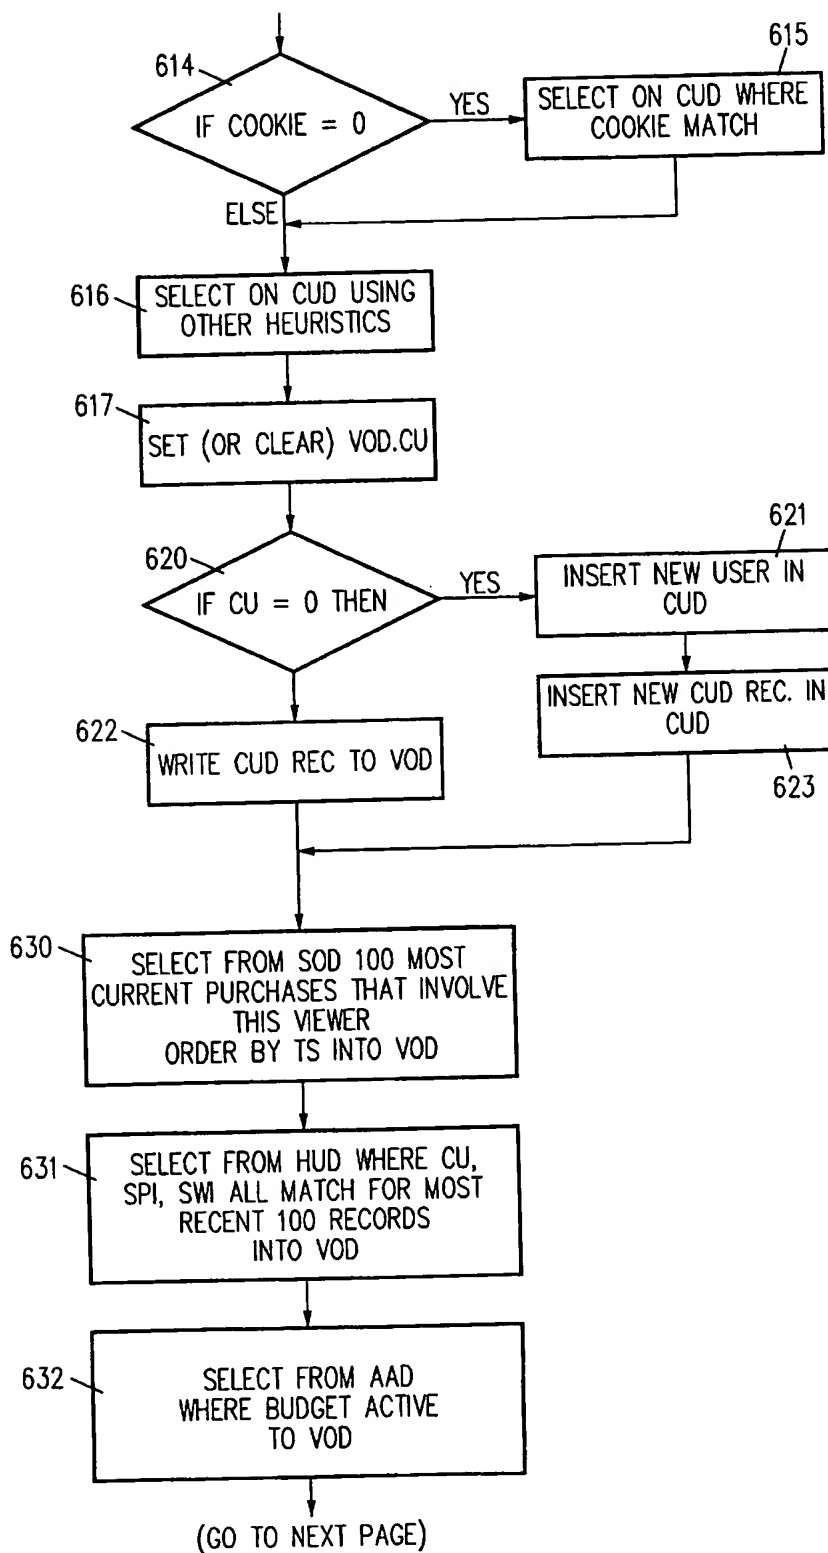 614
IF COOKIE = 0
YES
615
SELECT ON CUD WHERE
COOKIE MATCH
ELSE
616
SELECT ON CUD USING
OTHER HEURISTICS
617
SET (OR CLEAR) VOD.CU
620
IF CU = 0 THEN
YES
621
INSERT NEW USER IN
CUD
INSERT NEW CUD REC. IN
CUD
623
622
WRITE CUD REC TO VOD
630
SELECT FROM SOD 100 MOST
CURRENT PURCHASES THAT INVOLVE
THIS VIEWER
ORDER BY TS INTO VOD
631
SELECT FROM HUD WHERE CU,
SPI, SWI ALL MATCH FOR MOST
RECENT 100 RECORDS
INTO VOD
632
SELECT FROM AAD
WHERE BUDGET ACTIVE
TO VOD
(GO TO NEXT PAGE)